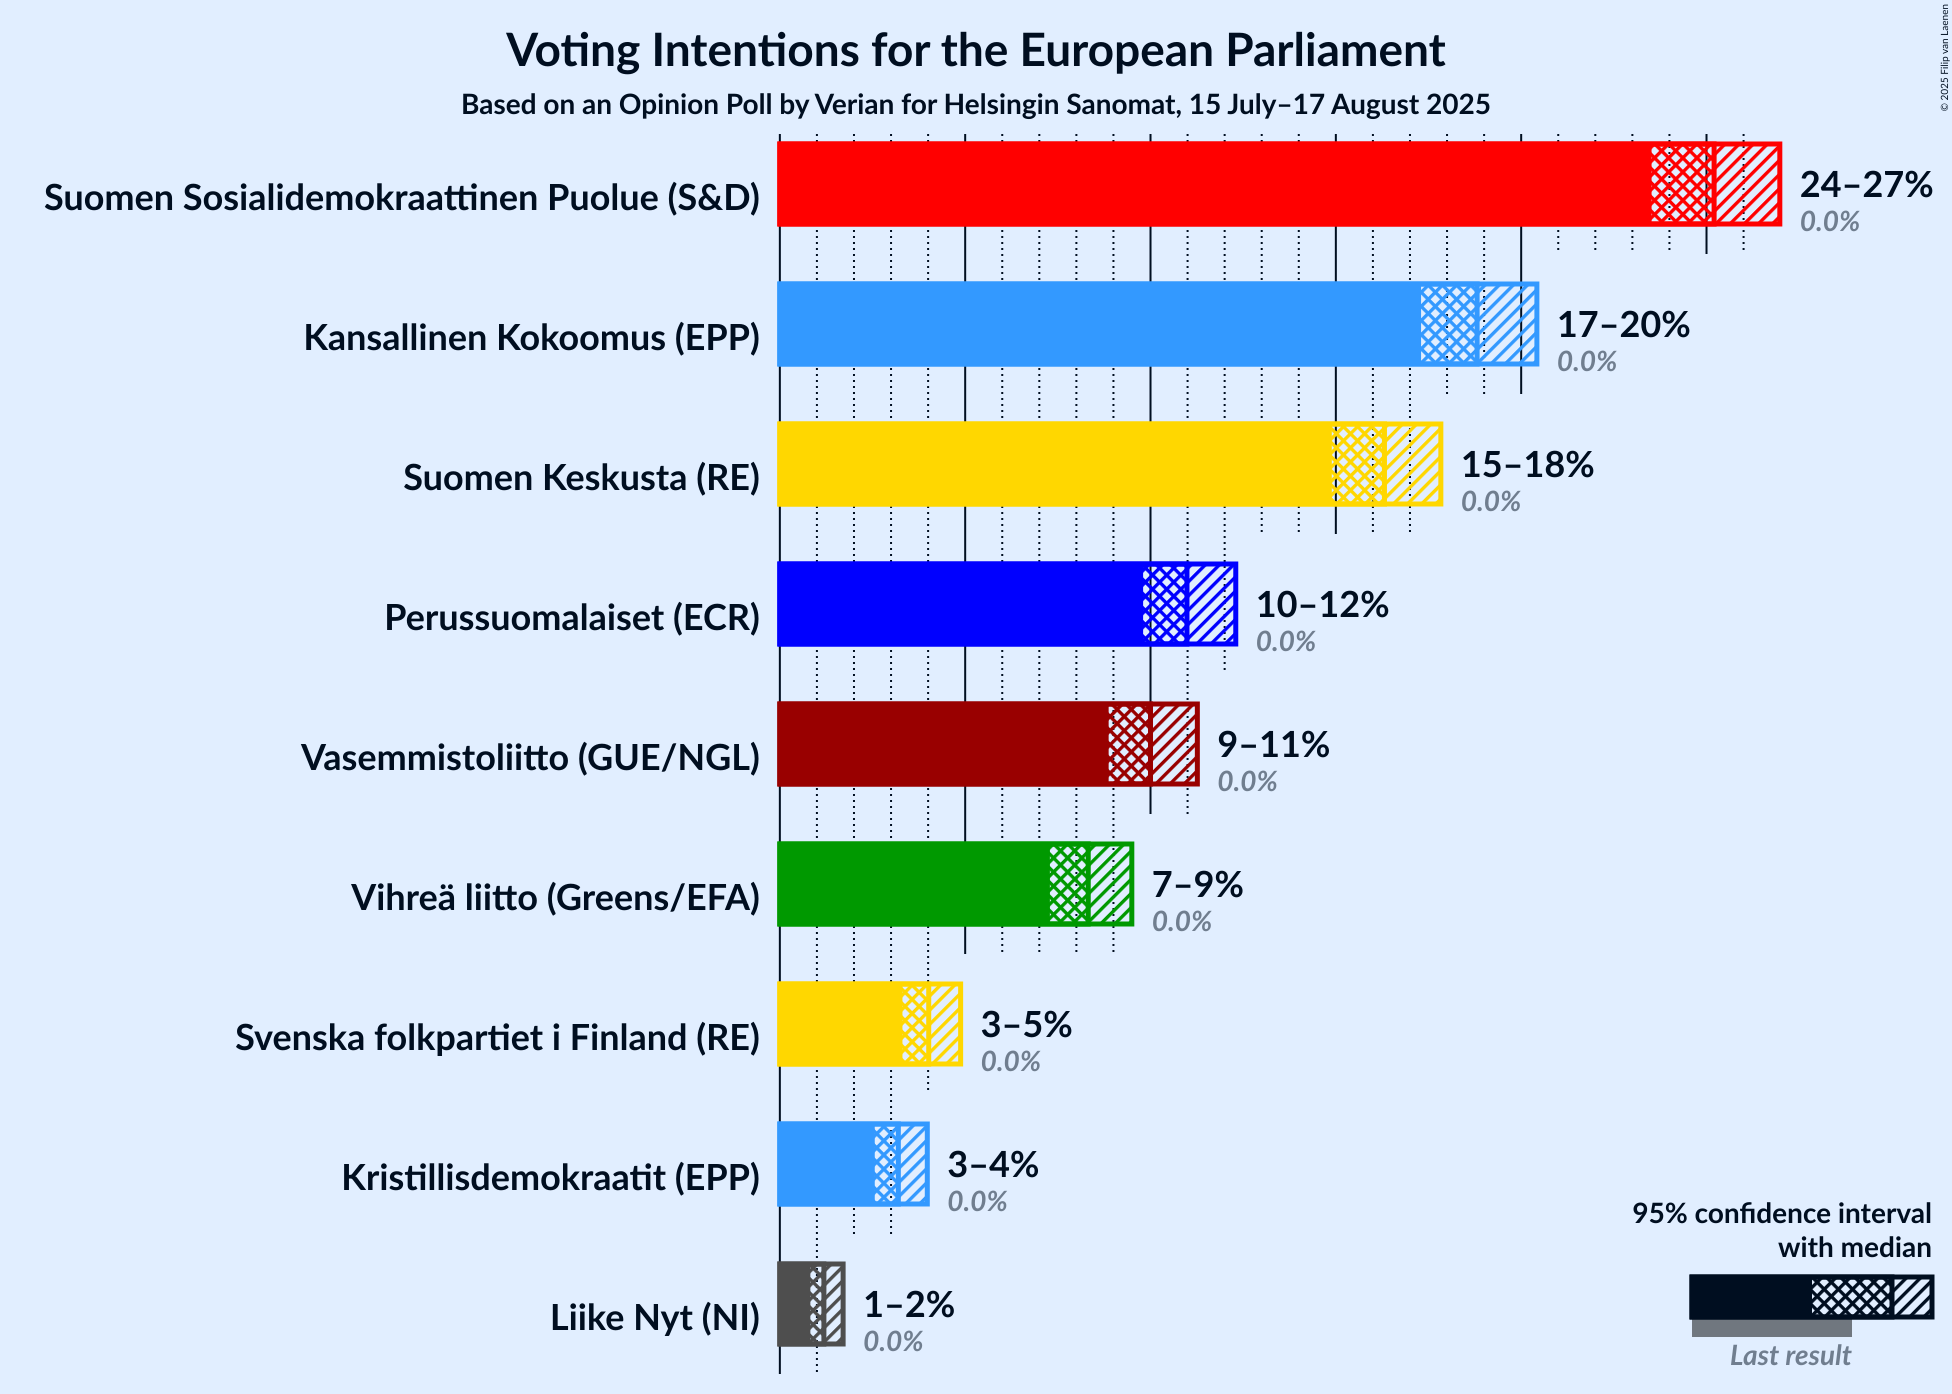 Voting Intentions for the European Parliament
Based on an Opinion Poll by Verian for Helsingin Sanomat, 15 July–17 August 2025
© 2025 Filip van Laenen
Suomen Sosialidemokraattinen Puolue (S&D)
24–27%
0.0%
Kansallinen Kokoomus (EPP)
17–20%
0.0%
Suomen Keskusta (RE)
15–18%
0.0%
Perussuomalaiset (ECR)
10–12%
0.0%
Vasemmistoliitto (GUE/NGL)
9–11%
0.0%
Vihreä liitto (Greens/EFA)
7–9%
0.0%
Svenska folkpartiet i Finland (RE)
3–5%
0.0%
Kristillisdemokraatit (EPP)
3–4%
0.0%
Liike Nyt (NI)
1–2%
0.0%
95% confidence interval
with median
Last result